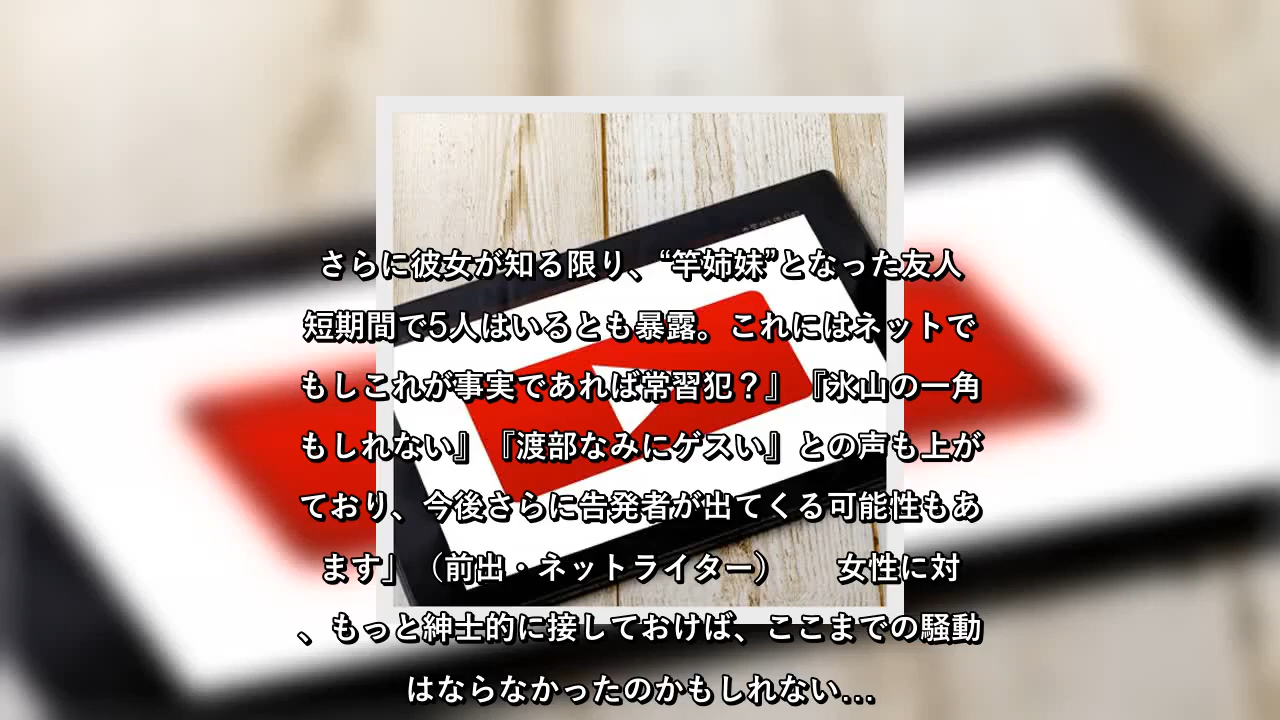 さらに彼女が知る限り、“竿姉妹”となった友人
短期間で5人はいるとも暴露。これにはネットで
もしこれが事実であれば常習犯？』『氷山の一角
もしれない』『渡部なみにゲスい』との声も上が
ており、今後さらに告発者が出てくる可能性もあ
ます」（前出・ネットライター）　　女性に対
、もっと紳士的に接しておけば、ここまでの騒動
はならなかったのかもしれない…